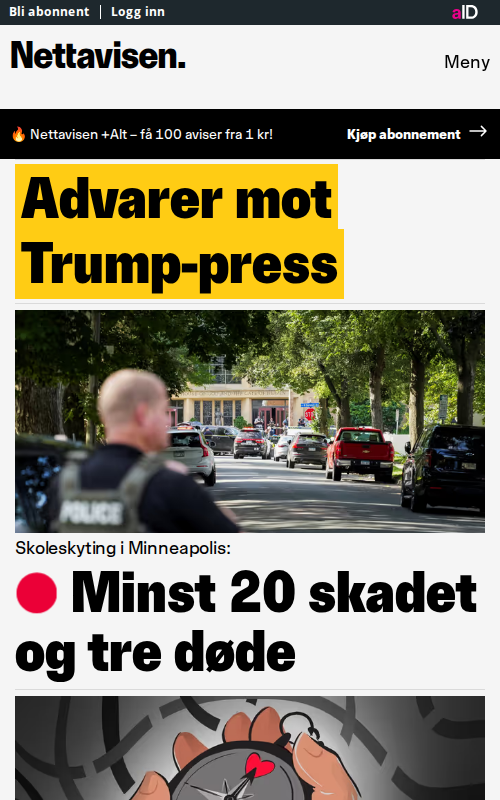 Bli abonnent | Logg inn
aID
Nettavisen.
Meny
🔥 Nettavisen +Alt – få 100 aviser fra 1 kr!
Kjøp abonnement →
Advarer mot
Trump-press
POLICE
Skoleskyting i Minneapolis:
🔴 Minst 20 skadet
og tre døde